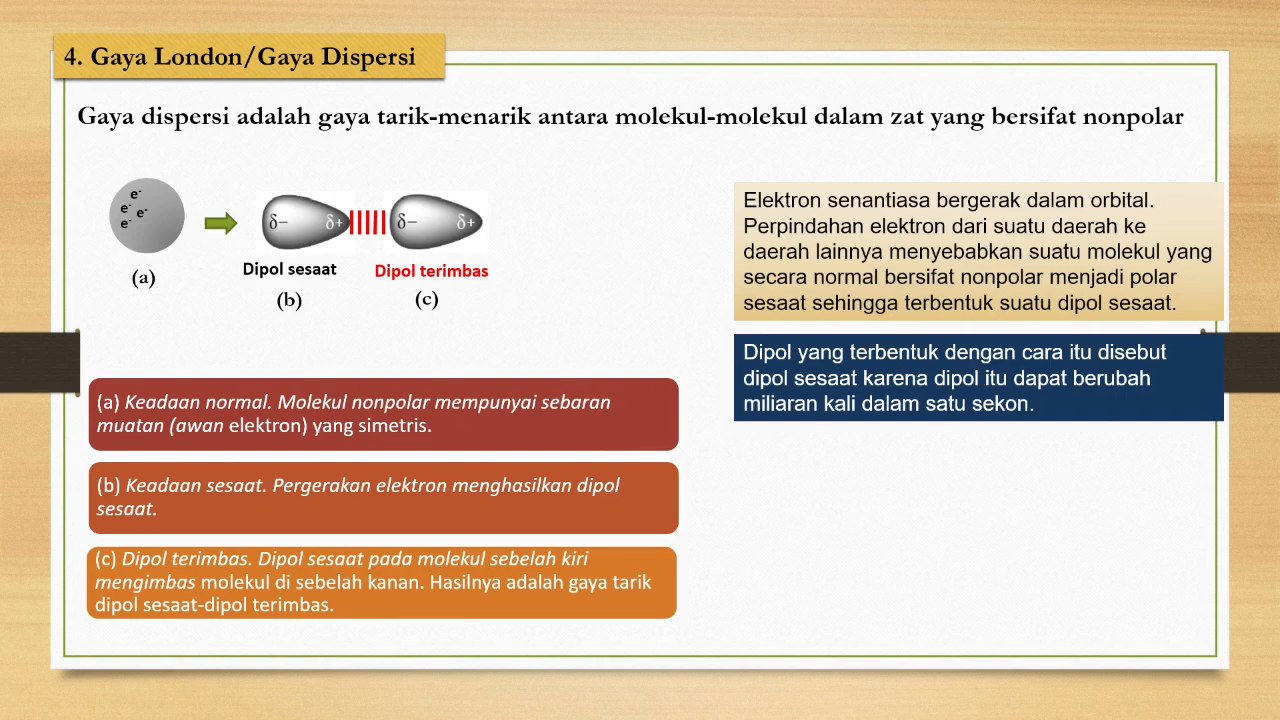 4. Gaya London/Gaya Dispersi
Gaya dispersi adalah gaya tarik-menarik antara molekul-molekul dalam zat yang bersifat nonpolar
e-
e- e-
e-
(a)
δ− δ+
δ− δ+
Dipol sesaat
(b)
Dipol terimbas
(c)
(a) Keadaan normal. Molekul nonpolar mempunyai sebaran
muatan (awan elektron) yang simetris.
(b) Keadaan sesaat. Pergerakan elektron menghasilkan dipol
sesaat.
(c) Dipol terimbas. Dipol sesaat pada molekul sebelah kiri
mengimbas molekul di sebelah kanan. Hasilnya adalah gaya tarik
dipol sesaat-dipol terimbas.
Elektron senantiasa bergerak dalam orbital.
Perpindahan elektron dari suatu daerah ke
daerah lainnya menyebabkan suatu molekul yang
secara normal bersifat nonpolar menjadi polar
sesaat sehingga terbentuk suatu dipol sesaat.
Dipol yang terbentuk dengan cara itu disebut
dipol sesaat karena dipol itu dapat berubah
miliaran kali dalam satu sekon.